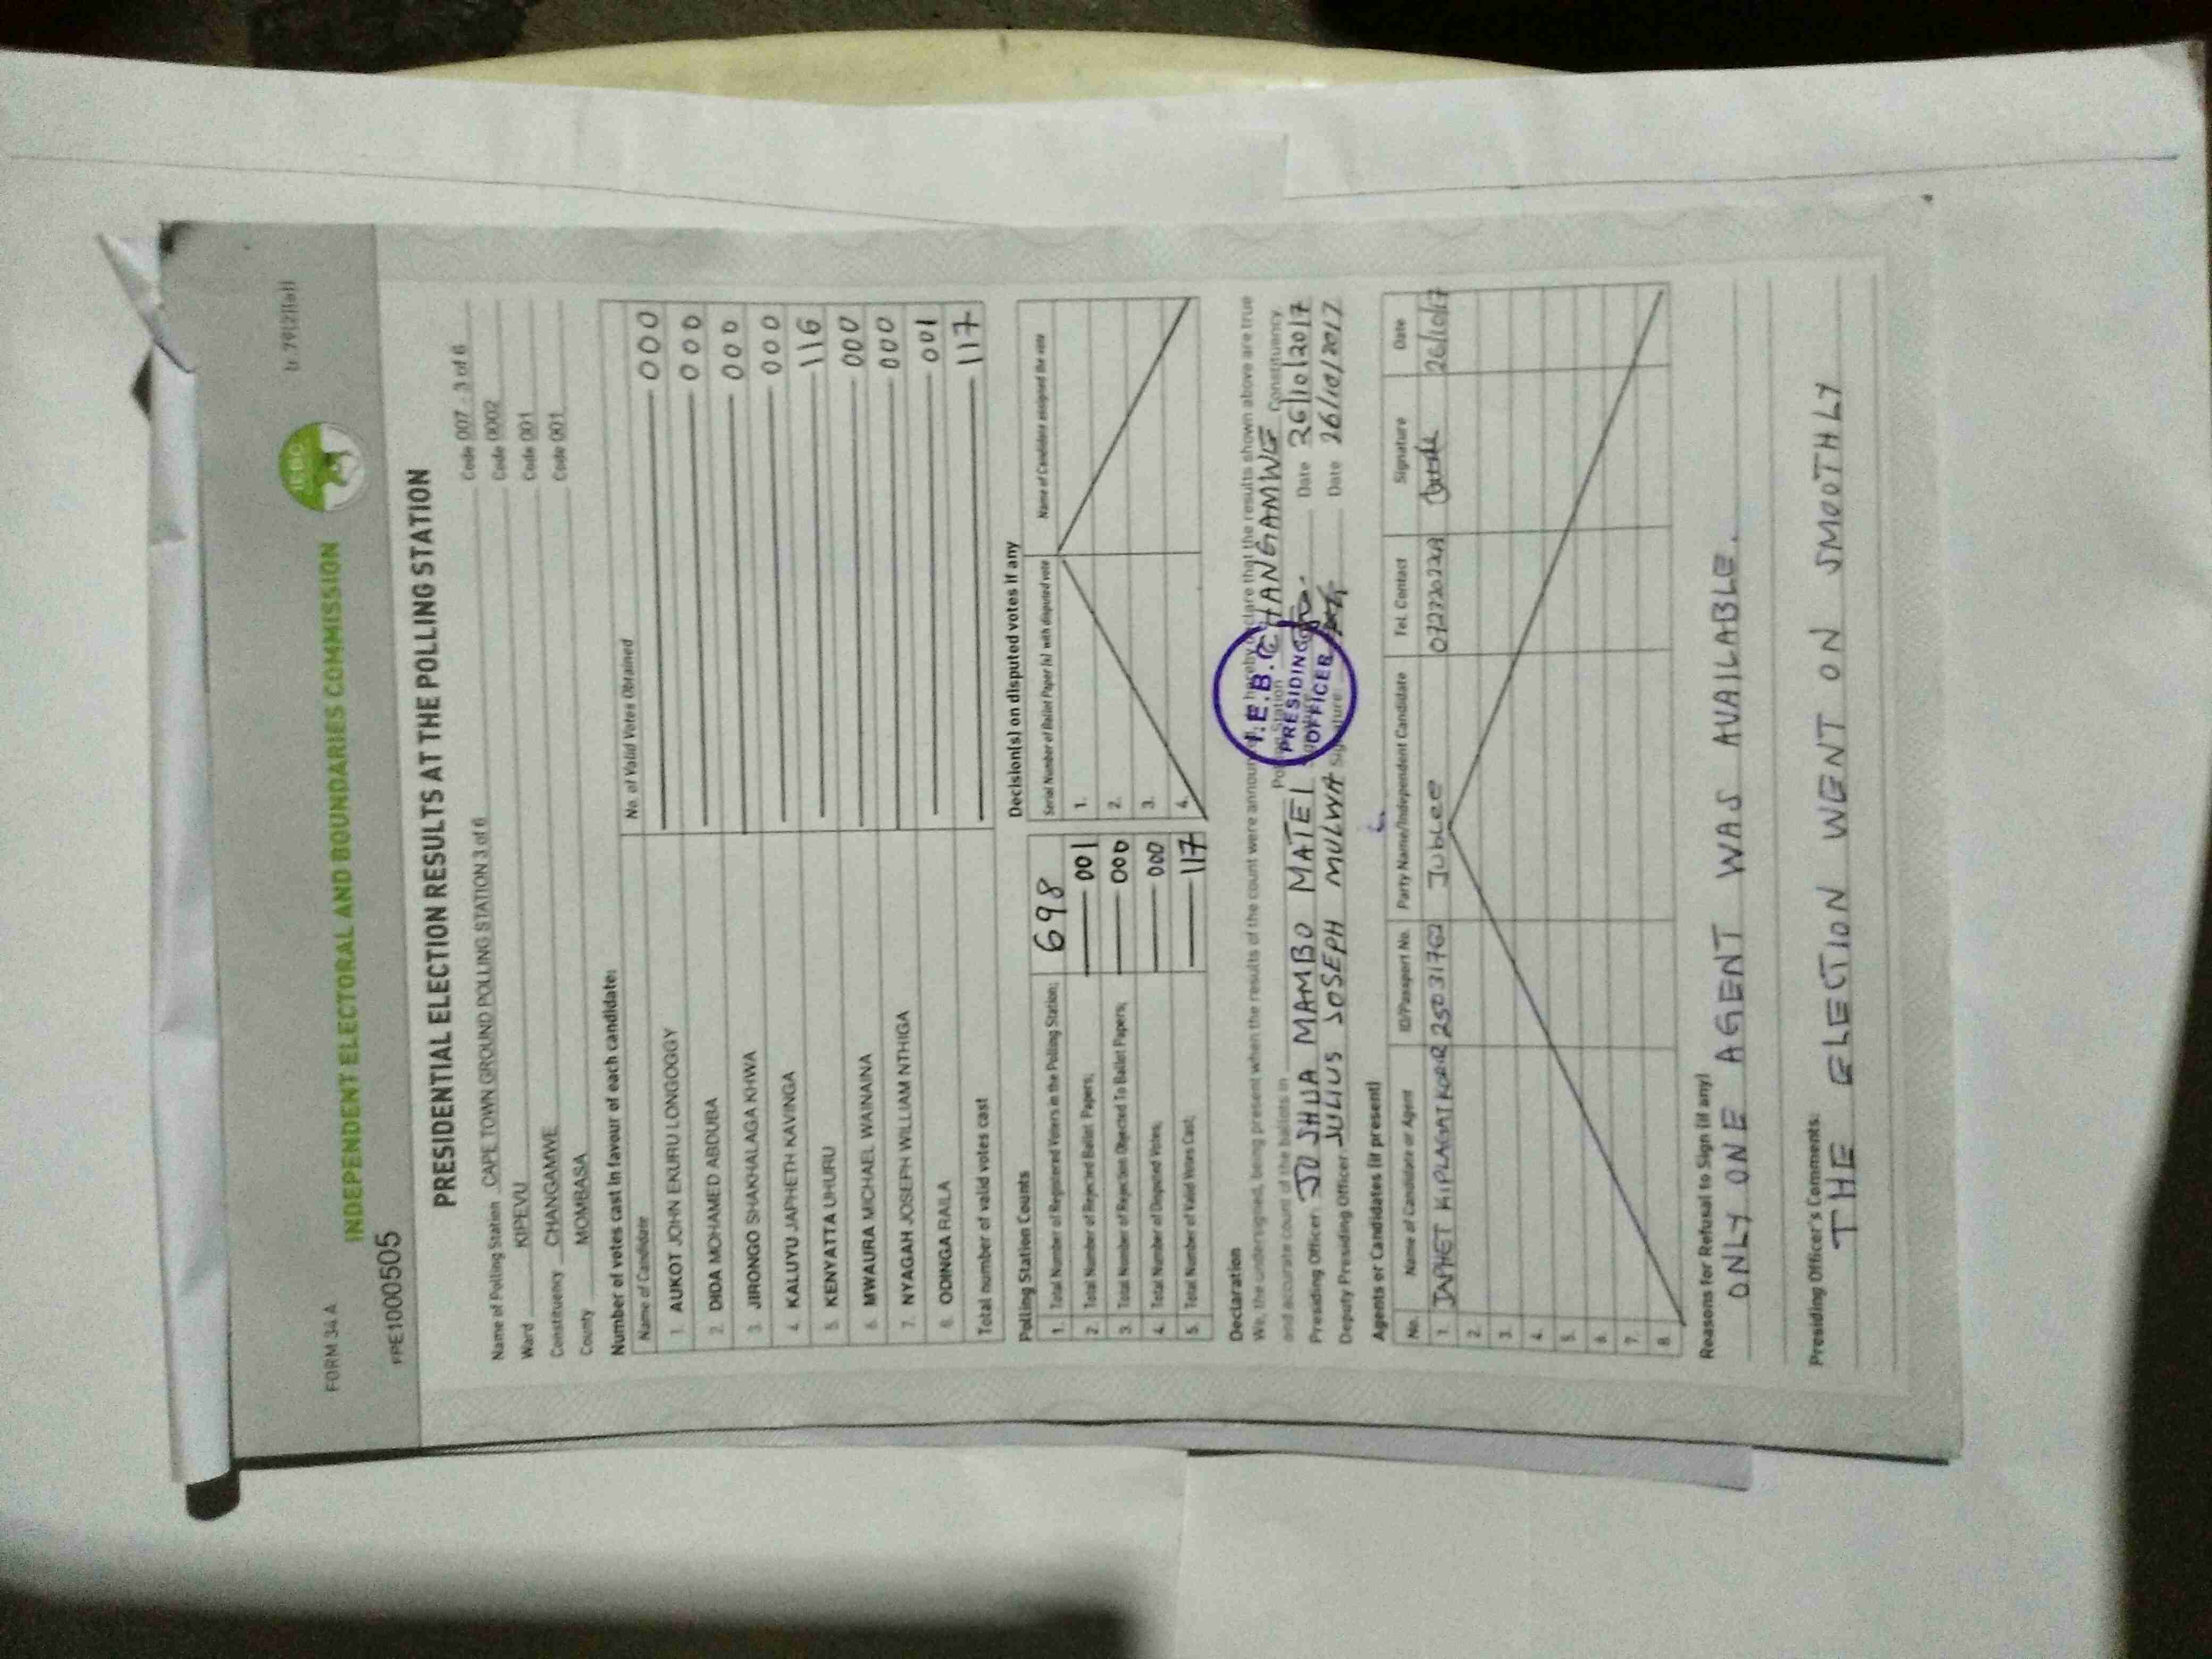 FORM 34 A
(r. 79(2)(a))
IEBC
INDEPENDENT ELECTORAL AND BOUNDARIES COMMISSION
FPE1000505
PRESIDENTIAL ELECTION RESULTS AT THE POLLING STATION
Name of Polling Station CAPE TOWN GROUND POLLING STATION 3 of 6 Code 007 - 3 of 6
Ward KIPEVU Code 0002
Constituency CHANGAMWE Code 001
County MOMBASA Code 001
Number of votes cast in favour of each candidate:
Name of Candidate No. of Valid Votes Obtained
1. AUKOT JOHN EKURU LONGOGGY 000
2. DIDA MOHAMED ABDUBA 000
3. JIRONGO SHAKHALAGA KHWA 000
4. KALUYU JAPHETH KAVINGA 000
5. KENYATTA UHURU 116
6. MWAURA MICHAEL WAINAINA 000
7. NYAGAH JOSEPH WILLIAM NTHIGA 000
8. ODINGA RAILA 001
Total number of valid votes cast 117
Polling Station Counts
1. Total Number of Registered Voters in the Polling Station; 698
2. Total Number of Rejected Ballot Papers; 001
3. Total Number of Rejection Objected To Ballot Papers; 000
4. Total Number of Disputed Votes; 000
5. Total Number of Valid Votes Cast; 117
Decision(s) on disputed votes if any
Serial Number of Ballot Paper (s) with disputed vote Name of Candidate assigned the vote
1.
2.
3.
4.
Declaration
We, the undersigned, being present when the results of the count were announced, do hereby declare that the results shown above are true
and accurate count of the ballots in Polling Station CHANGAMWE Constituency
Presiding Officer: JOSHUA MAMBO MATEI Date 26/10/2017
Deputy Presiding Officer JULIUS JOSEPH MULWA Signature: Date 26/10/2017
I.E.B.C
PRESIDING
OFFICER
Agents or Candidates (if present)
No. Name of Candidate or Agent ID/Passport No. Party Name/Independent Candidate Tel. Contact Signature Date
1. JAPHET KIPLAGAT 25031762 Jubilee 26/10/17
2.
3.
4.
5.
6.
7.
8.
Reasons for Refusal to Sign (if any)
ONLY ONE AGENT WAS AVAILABLE.
Presiding Officer's Comments:
THE ELECTION WENT ON SMOOTHLY